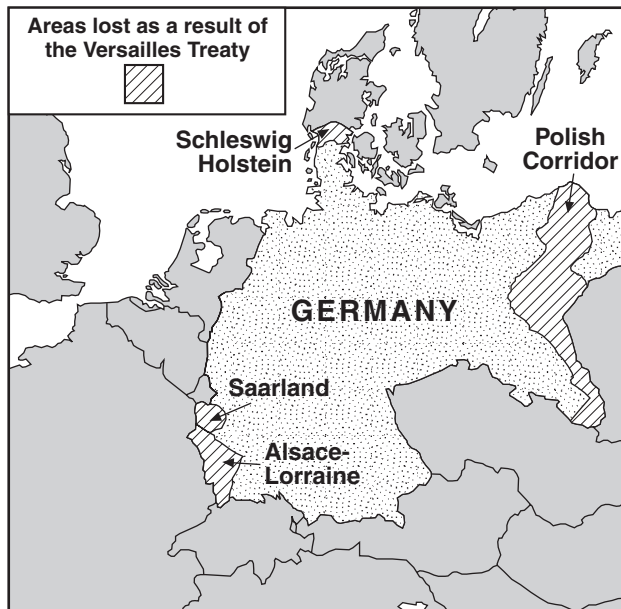 Areas lost as a result of
the Versailles Treaty
Schleswig
Holstein
Polish
Corridor
GERMANY
Saarland
Alsace-
Lorraine